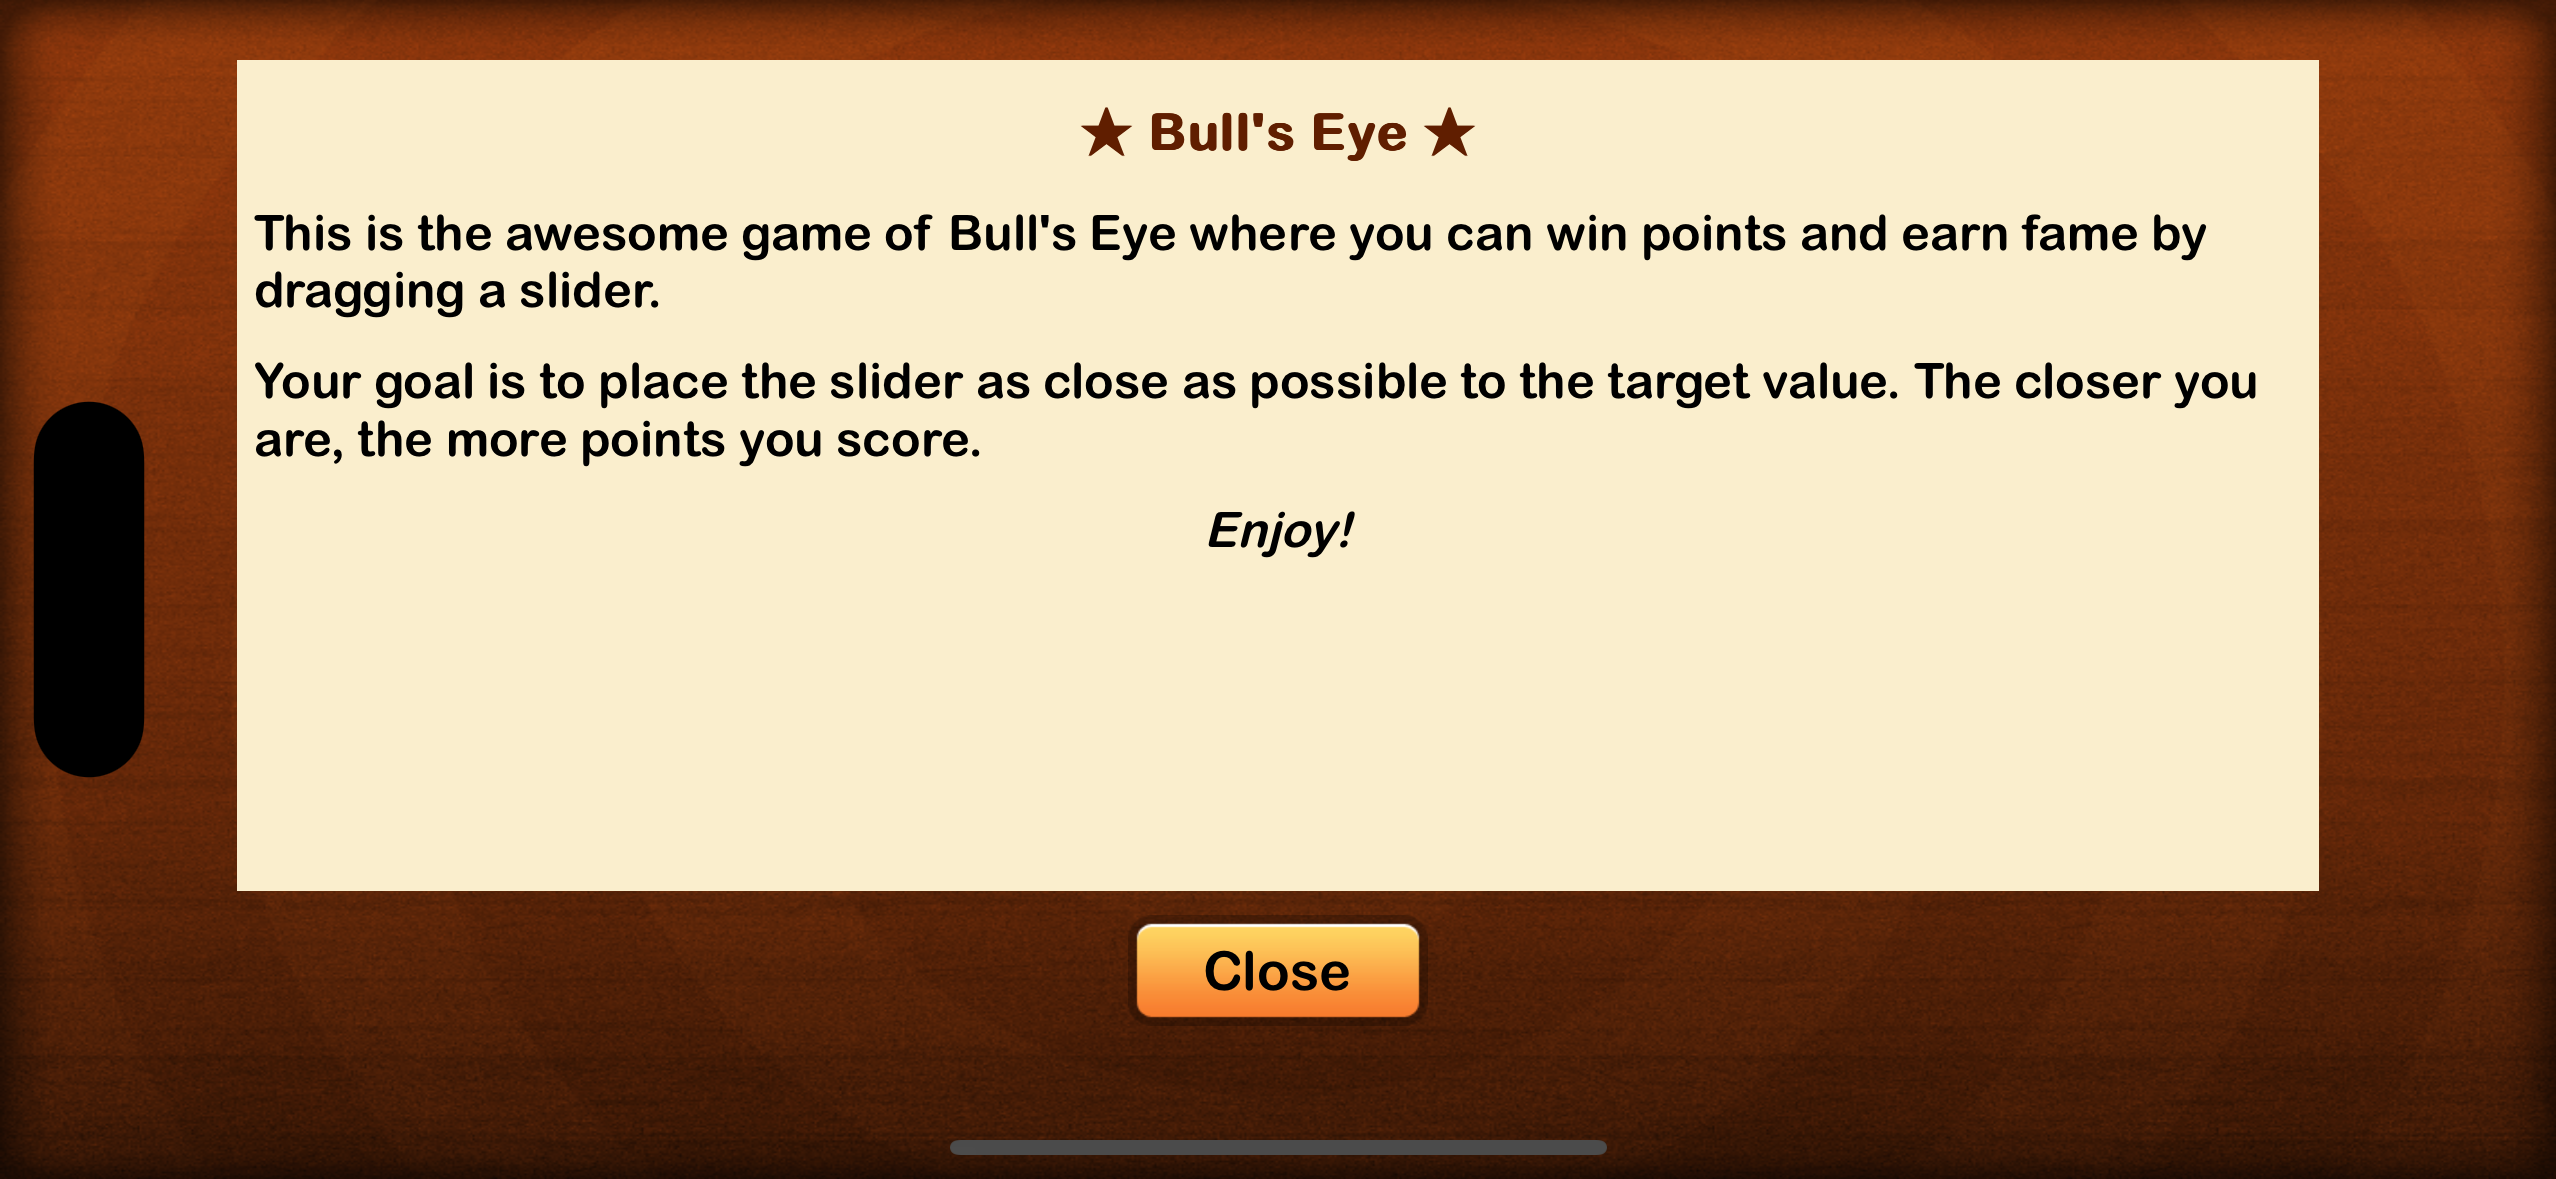 ★ Bull's Eye ★
This is the awesome game of Bull's Eye where you can win points and earn fame by
dragging a slider.
Your goal is to place the slider as close as possible to the target value. The closer you
are, the more points you score.
Enjoy!
Close